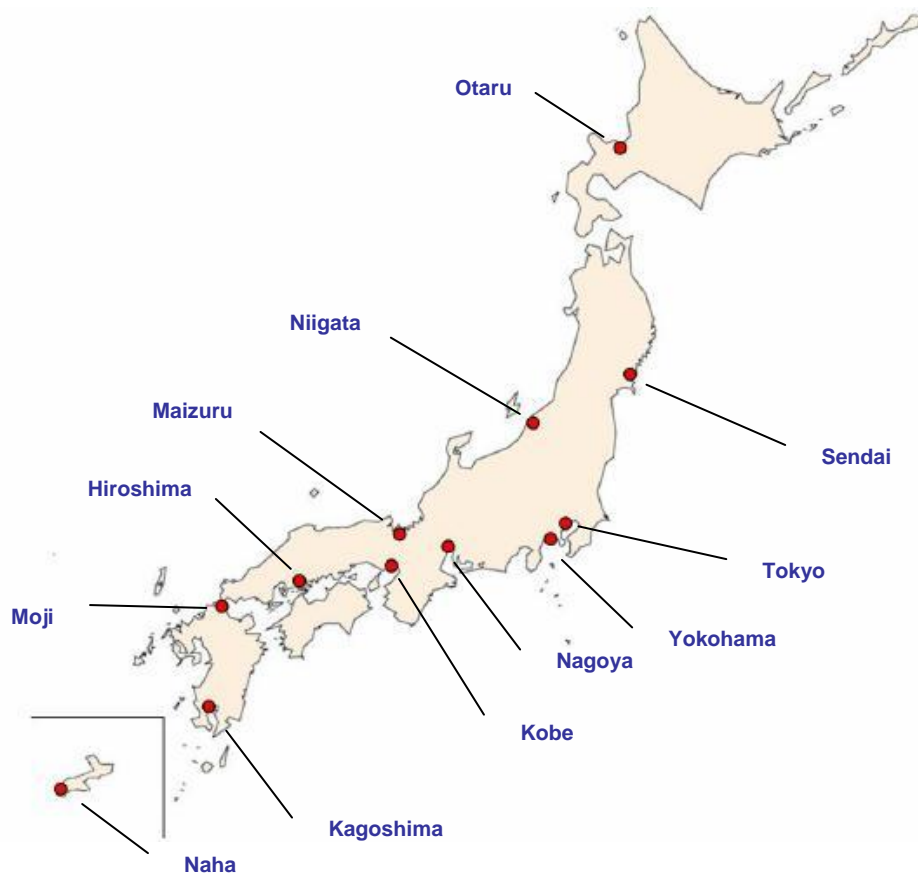 Otaru
Niigata
Maizuru
Sendai
Hiroshima
Tokyo
Moji
Yokohama
Nagoya
Kobe
Kagoshima
Naha